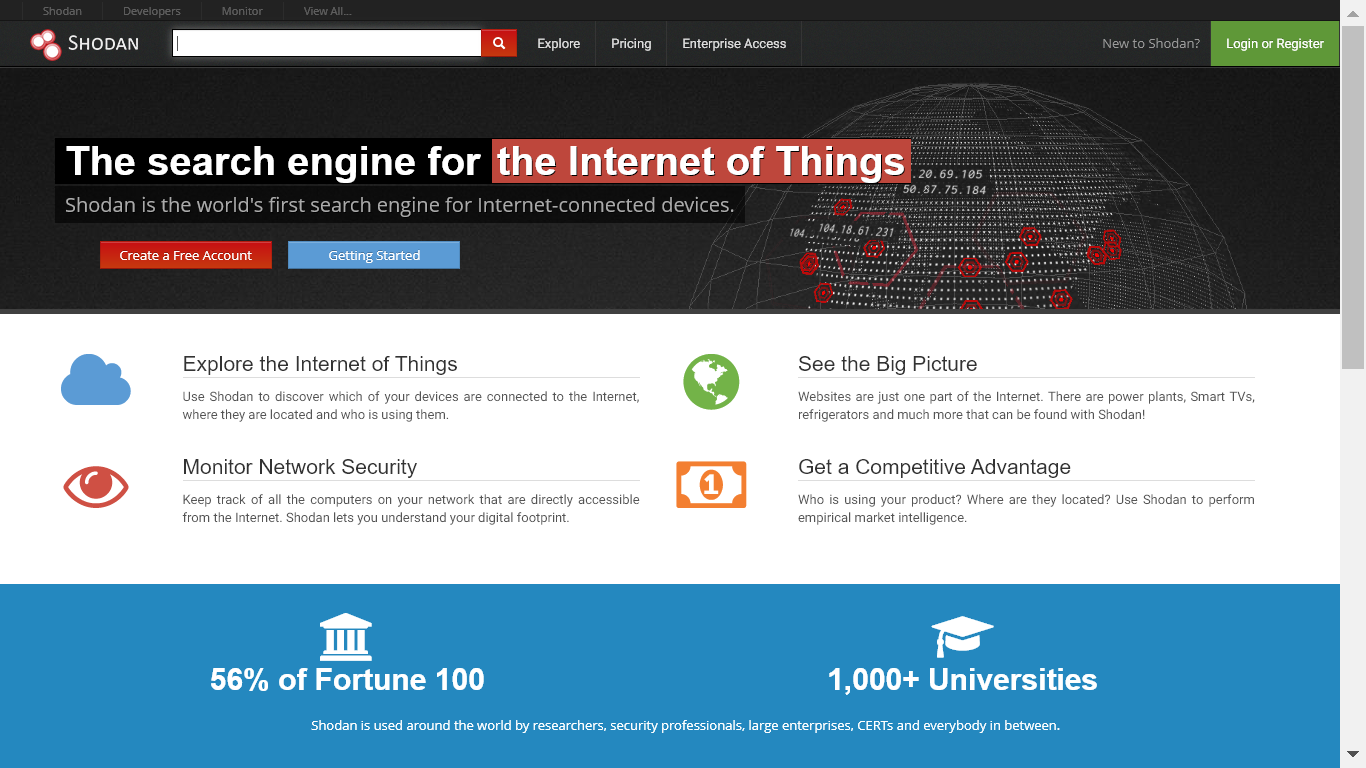 Shodan
Developers
Monitor
View All...
SHODAN
Explore
Pricing
Enterprise Access
New to Shodan?
Login or Register
The search engine for the Internet of Things
Shodan is the world's first search engine for Internet-connected devices.
.20.69.105
50.87.75.184
104.18.61.231
104.
Create a Free Account
Getting Started
Explore the Internet of Things
Use Shodan to discover which of your devices are connected to the Internet,
where they are located and who is using them.
See the Big Picture
Websites are just one part of the Internet. There are power plants, Smart TVs,
refrigerators and much more that can be found with Shodan!
Monitor Network Security
Keep track of all the computers on your network that are directly accessible
from the Internet. Shodan lets you understand your digital footprint.
1
Get a Competitive Advantage
Who is using your product? Where are they located? Use Shodan to perform
empirical market intelligence.
56% of Fortune 100
1,000+ Universities
Shodan is used around the world by researchers, security professionals, large enterprises, CERTs and everybody in between.